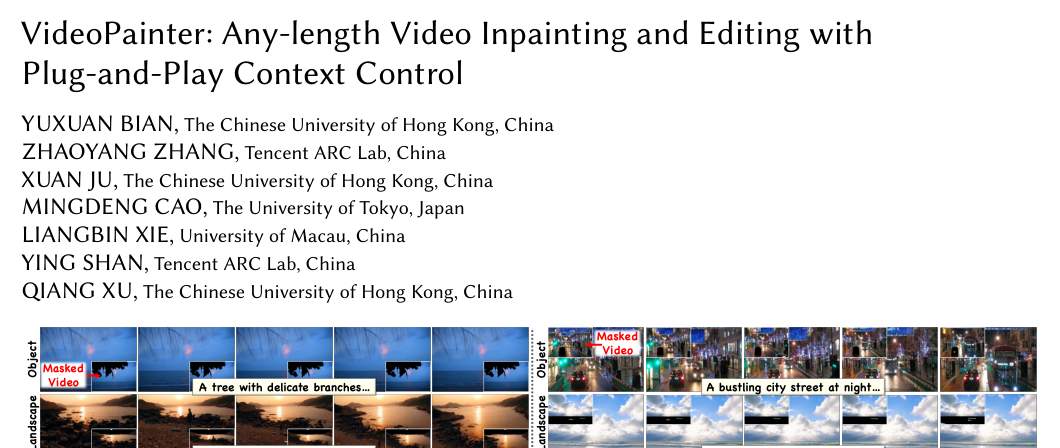 VideoPainter: Any-length Video Inpainting and Editing with
Plug-and-Play Context Control
YUXUAN BIAN, The Chinese University of Hong Kong, China
ZHAOYANG ZHANG, Tencent ARC Lab, China
XUAN JU, The Chinese University of Hong Kong, China
MINGDENG CAO, The University of Tokyo, Japan
LIANGBIN XIE, University of Macau, China
YING SHAN, Tencent ARC Lab, China
QIANG XU, The Chinese University of Hong Kong, China
Object
Masked
Video
A tree with delicate branches...
Object
Masked
Video
A bustling city street at night...
Landscape